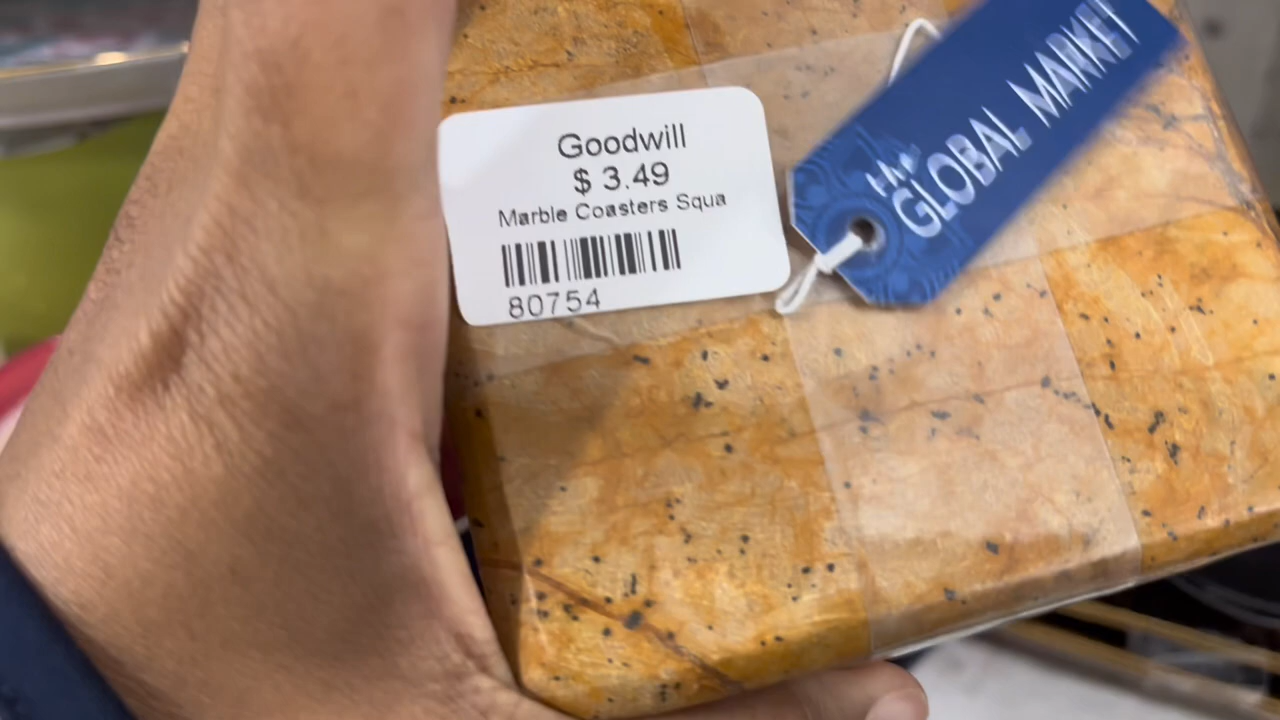 Goodwill
$ 3.49
Marble Coasters Squa
80754
GLOBAL MARKET